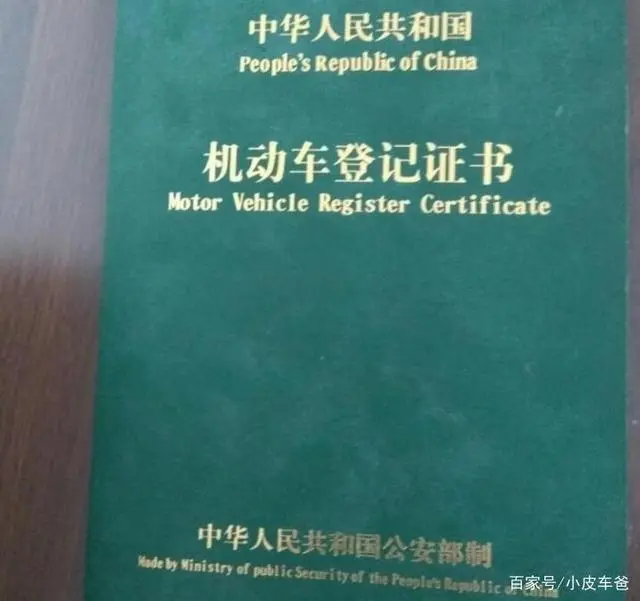 中华人民共和国
People's Republic of China
机动车登记证书
Motor Vehicle Register Certificate
中华人民共和国公安部制
Made by Ministry of public Security of the People's Republic of China
百家号/小皮车爸